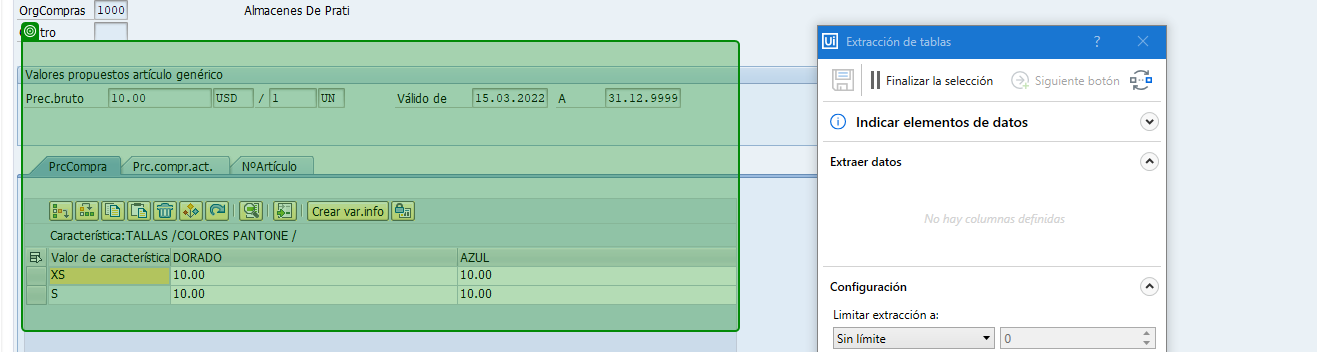 OrgCompras 1000 Almacenes De Prati
tro
Valores propuestos artículo genérico
Prec.bruto 10.00 USD / 1 UN Válido de 15.03.2022 A 31.12.9999
PrcCompra Prc.compr.act. NºArtículo
Crear var.info
Característica:TALLAS /COLORES PANTONE /
Valor de característica DORADO AZUL
XS 10.00 10.00
S 10.00 10.00
Ui Extracción de tablas ?
Finalizar la selección Siguiente botón
Indicar elementos de datos
Extraer datos
No hay columnas definidas
Configuración
Limitar extracción a:
Sin límite 0